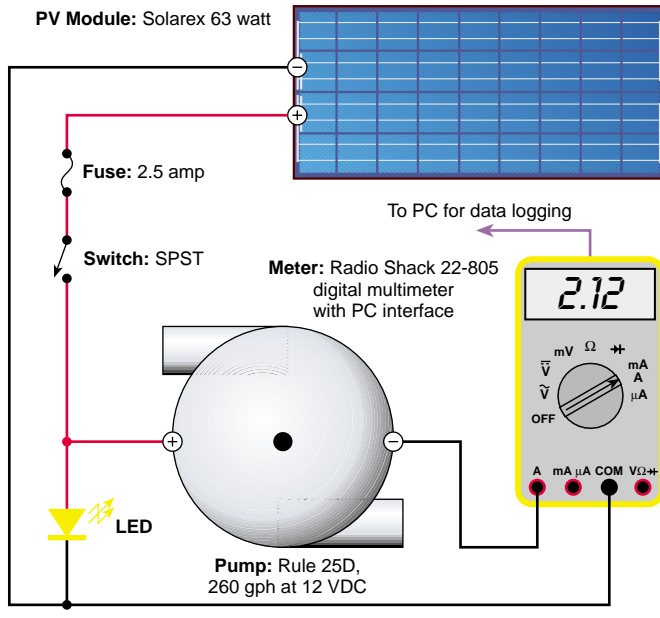 PV Module: Solarex 63 watt
−
+
Fuse: 2.5 amp
To PC for data logging
Switch: SPST
Meter: Radio Shack 22-805
digital multimeter
with PC interface
2.12
mV Ω
mA
V
A
V
µA
OFF
+
−
A mA µA COM VΩ
LED
Pump: Rule 25D,
260 gph at 12 VDC